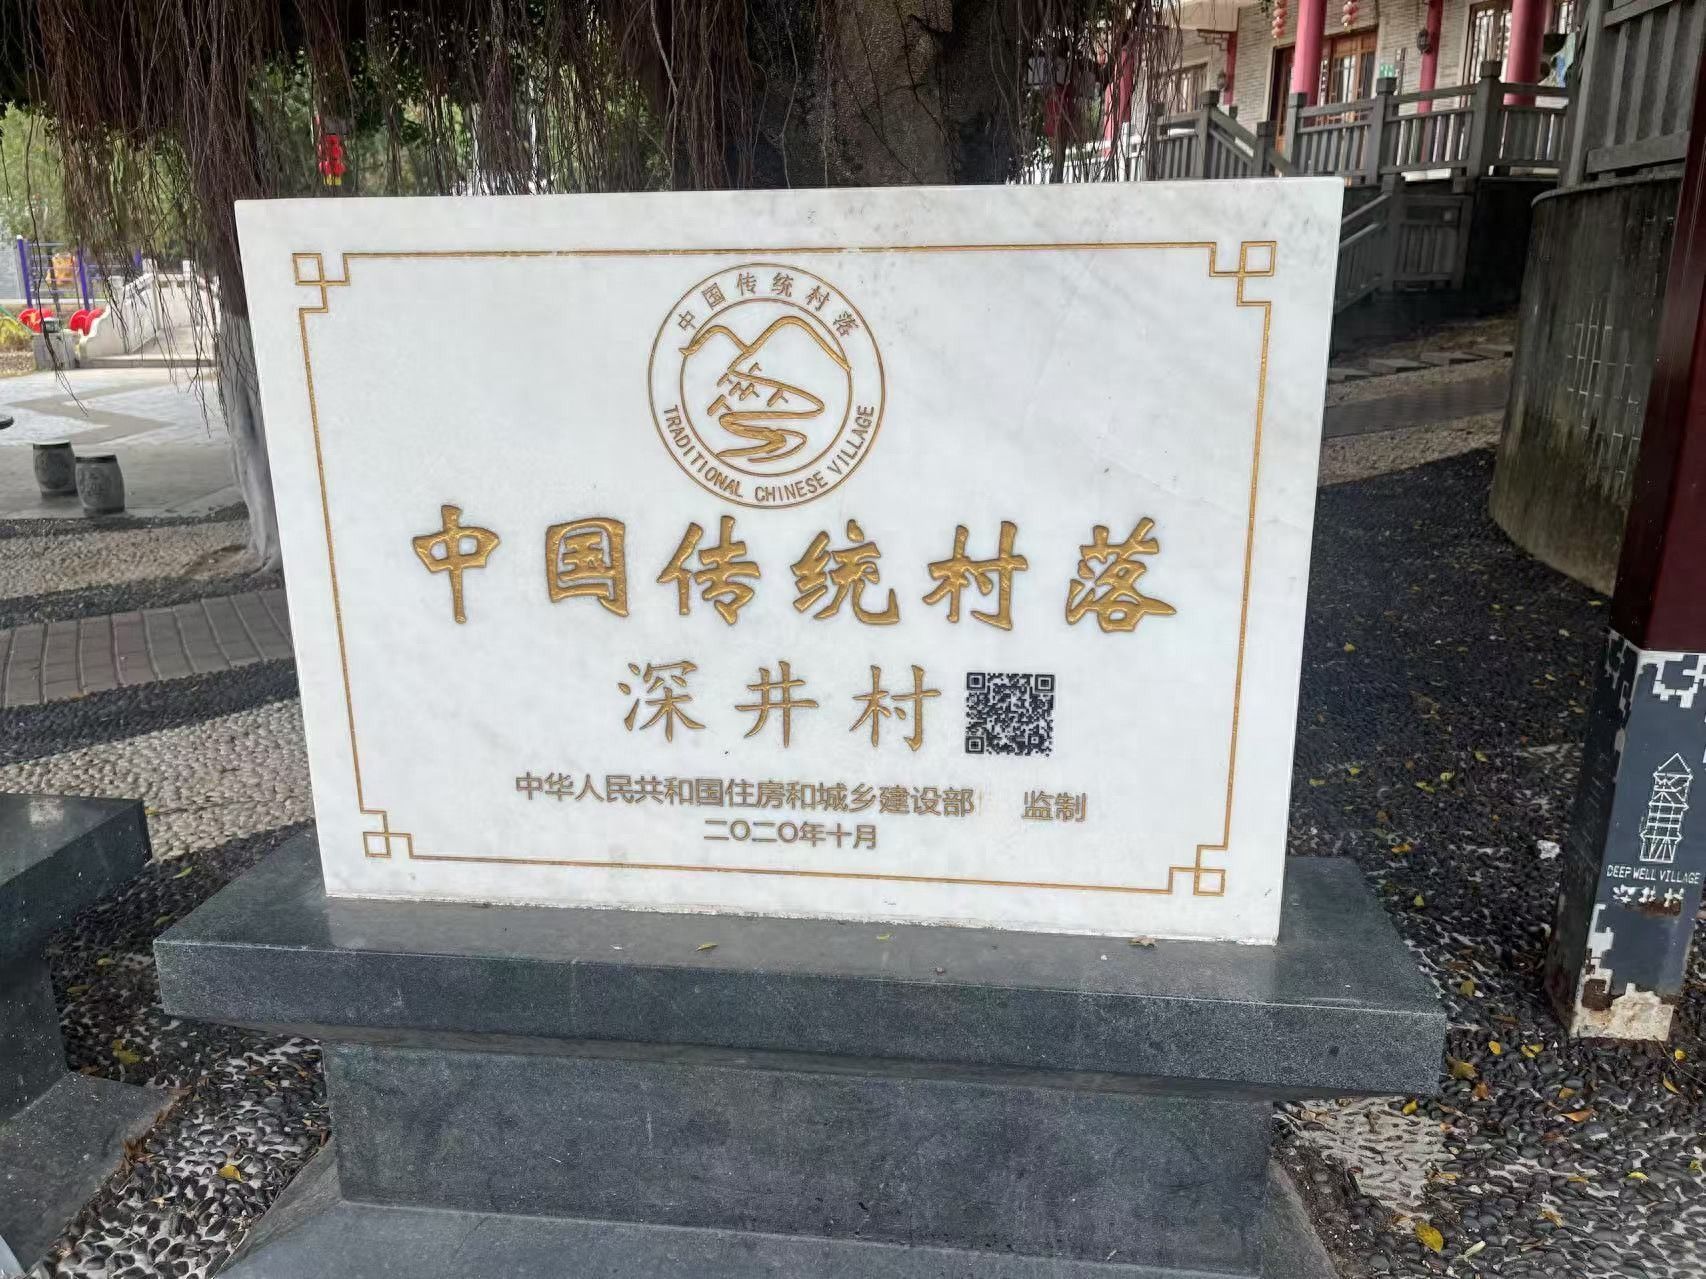 中国传统村落
TRADITIONAL CHINESE VILLAGE
中国传统村落
深井村
中华人民共和国住房和城乡建设部 监制
二〇二〇年十月
DEEP WELL VILLAGE
深井村